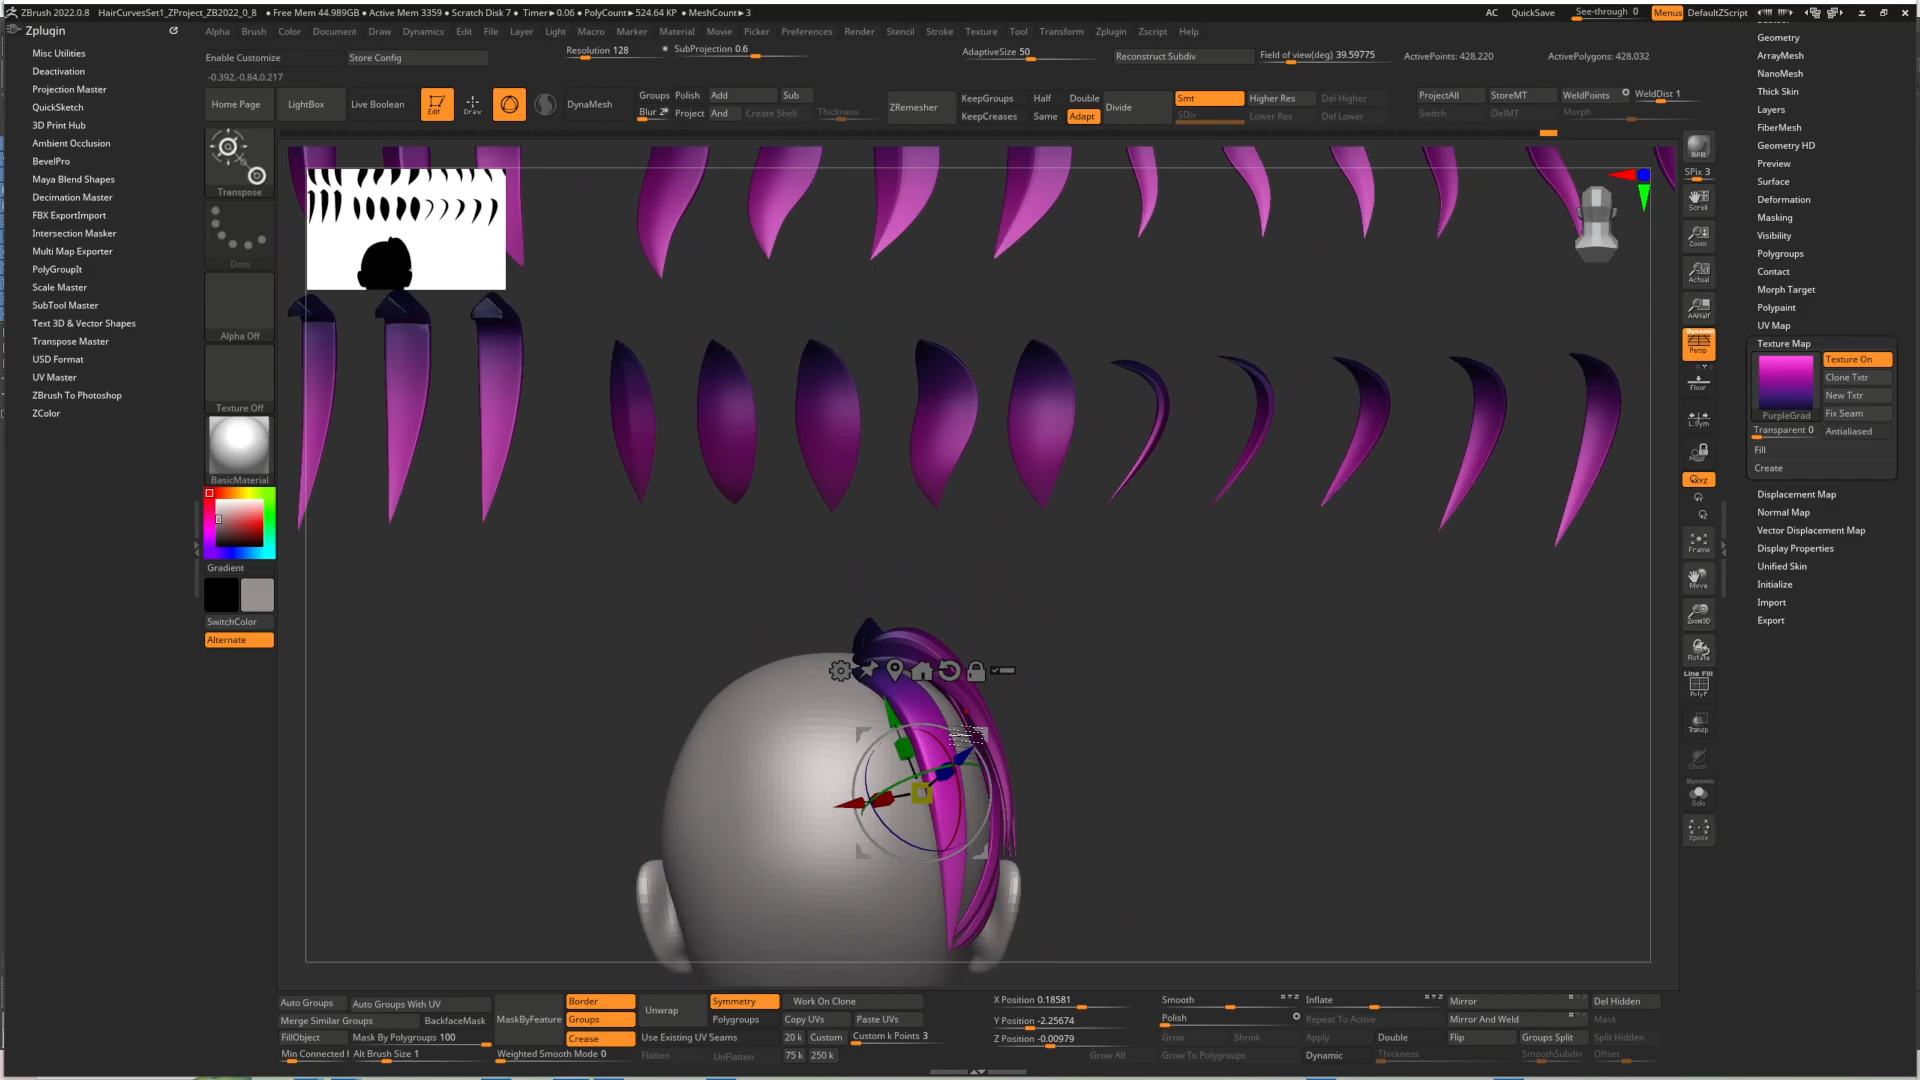 ZBrush 2022.0.8 HairCurvesSet1_ZProject_ZB2022_0_8 • Free Mem 44.989GB • Active Mem 3359 • Scratch Disk 7 • Timer▸0.06 • PolyCount▸524.64 KP • MeshCount▸3
AC QuickSave See-through 0 Menus DefaultZScript
Zplugin
Alpha Brush Color Document Draw Dynamics Edit File Layer Light Macro Marker Material Movie Picker Preferences Render Stencil Stroke Texture Tool Transform Zplugin Zscript Help
Enable Customize Store Config Resolution 128 SubProjection 0.6 AdaptiveSize 50 Reconstruct Subdiv Field of view(deg) 39.59775 ActivePoints: 428.220 ActivePolygons: 428.032
-0.392,-0.84,0.217
Home Page LightBox Live Boolean Edit Draw DynaMesh
Groups Polish Add Sub
Blur 2 Project And Create Shell Thickness
ZRemesher KeepGroups Half Double
KeepCreases Same Adapt
Divide Smt Higher Res Del Higher
SDiv Lower Res Del Lower
ProjectAll StoreMT WeldPoints WeldDist 1
Switch DelMT Morph
Misc Utilities
Deactivation
Projection Master
QuickSketch
3D Print Hub
Ambient Occlusion
BevelPro
Maya Blend Shapes
Decimation Master
FBX ExportImport
Intersection Masker
Multi Map Exporter
PolyGroupIt
Scale Master
SubTool Master
Text 3D & Vector Shapes
Transpose Master
USD Format
UV Master
ZBrush To Photoshop
ZColor
Transpose
Dots
Alpha Off
Texture Off
BasicMaterial
Gradient
SwitchColor
Alternate
BPR
SPix 3
Scroll
Zoom
Actual
AAHalf
Dynamic
Persp
Floor
L.Sym
XYZ
Frame
Move
Zoom3D
Rotate
Line Fill
PolyF
Transp
Ghost
Dynamic
Solo
Xpose
Geometry
ArrayMesh
NanoMesh
Thick Skin
Layers
FiberMesh
Geometry HD
Preview
Surface
Deformation
Masking
Visibility
Polygroups
Contact
Morph Target
Polypaint
UV Map
Texture Map
Texture On
Clone Txtr
New Txtr
Fix Seam
PurpleGrad
Transparent 0 Antialiased
Fill
Create
Displacement Map
Normal Map
Vector Displacement Map
Display Properties
Unified Skin
Initialize
Import
Export
Auto Groups Auto Groups With UV
Merge Similar Groups BackfaceMask
FillObject Mask By Polygroups 100
Alt Brush Size 1
MaskByFeature Border
Groups
Crease
Weighted Smooth Mode 0
Unwrap Symmetry Work On Clone
Polygroups Copy UVs Paste UVs
Use Existing UV Seams 20 k Custom Custom k Points 3
Flatten UnFlatten 75 k 250 k
X Position 0.18581
Y Position -2.25674
Z Position -0.00979
Grow All
Smooth Inflate Mirror Del Hidden
Polish Repeat To Active Mirror And Weld Mask
Grow Shrink Apply Double Flip Groups Split Split Hidden
Grow To Polygroups Dynamic Thickness SmoothSubdiv Offset